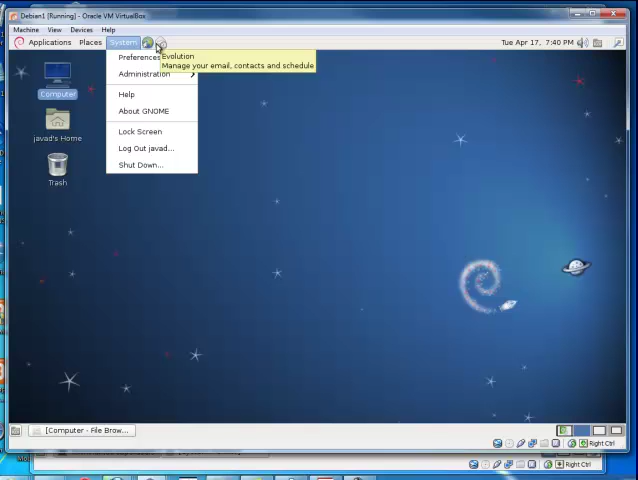 Debian1 [Running] - Oracle VM VirtualBox
Machine View Devices Help
Applications Places System
Tue Apr 17, 7:40 PM
Evolution
Manage your email, contacts and schedule
Preferences
Administration
Help
About GNOME
Lock Screen
Log Out javad...
Shut Down...
Computer
javad's Home
Trash
[Computer - File Brow...
Right Ctrl
Right Ctrl